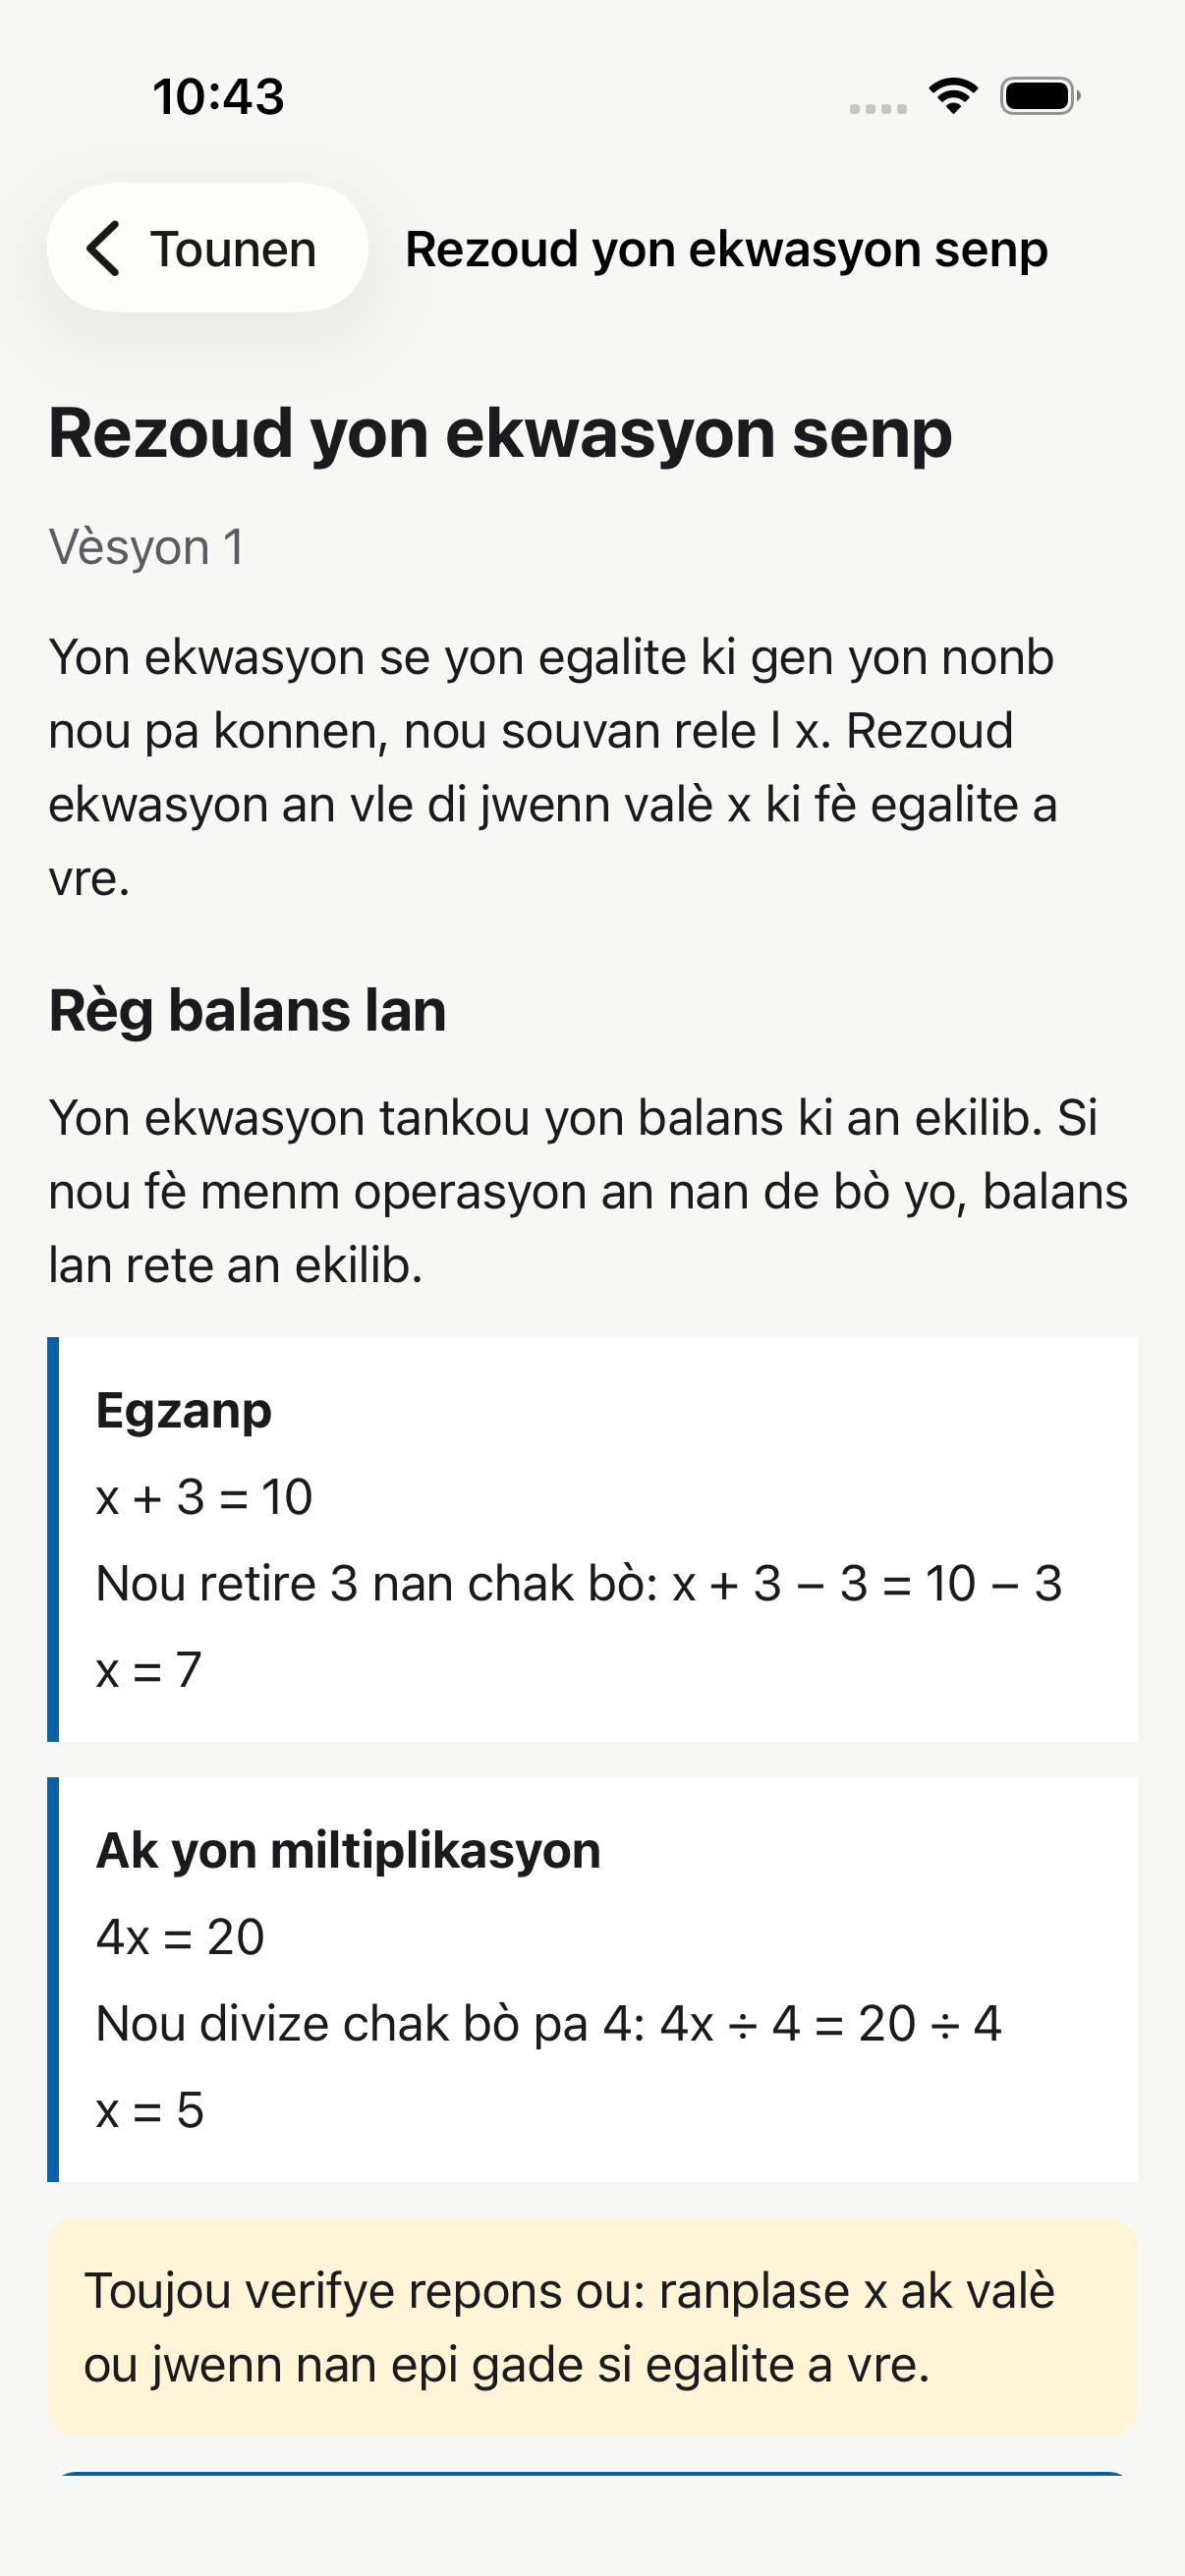 10:43
Tounen
Rezoud yon ekwasyon senp
Rezoud yon ekwasyon senp
Vèsyon 1
Yon ekwasyon se yon egalite ki gen yon nonb
nou pa konnen, nou souvan rele l x. Rezoud
ekwasyon an vle di jwenn valè x ki fè egalite a
vre.
Règ balans lan
Yon ekwasyon tankou yon balans ki an ekilib. Si
nou fè menm operasyon an nan de bò yo, balans
lan rete an ekilib.
Egzanp
x + 3 = 10
Nou retire 3 nan chak bò: x + 3 − 3 = 10 − 3
x = 7
Ak yon miltiplikasyon
4x = 20
Nou divize chak bò pa 4: 4x ÷ 4 = 20 ÷ 4
x = 5
Toujou verifye repons ou: ranplase x ak valè
ou jwenn nan epi gade si egalite a vre.